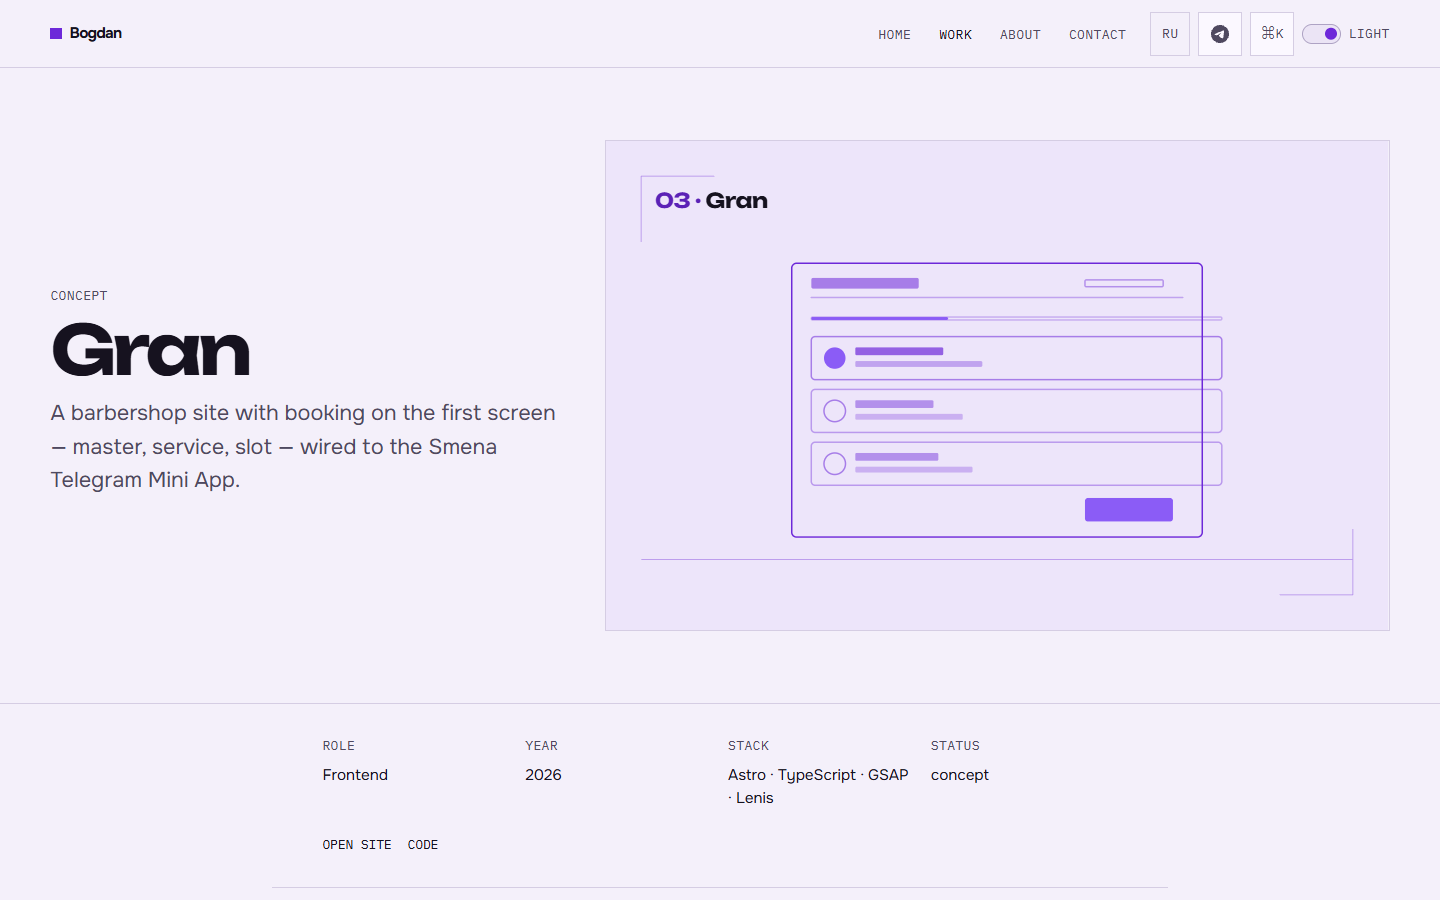 Bogdan
HOME WORK ABOUT CONTACT RU ⌘K LIGHT
CONCEPT
Gran
A barbershop site with booking on the first screen
— master, service, slot — wired to the Smena
Telegram Mini App.
03 · Gran
ROLE
Frontend
YEAR
2026
STACK
Astro · TypeScript · GSAP
· Lenis
STATUS
concept
OPEN SITE CODE